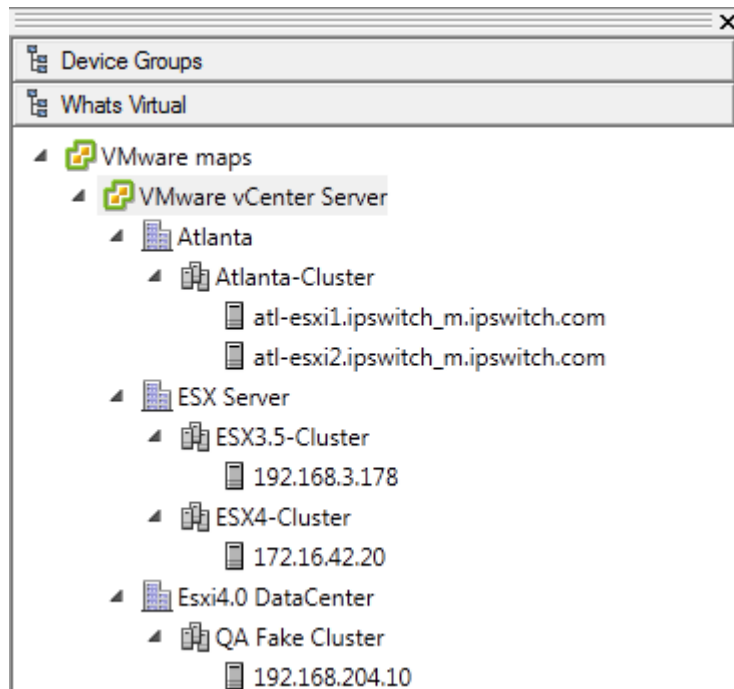 Device Groups
Whats Virtual
VMware maps
VMware vCenter Server
Atlanta
Atlanta-Cluster
atl-esxi1.ipswitch_m.ipswitch.com
atl-esxi2.ipswitch_m.ipswitch.com
ESX Server
ESX3.5-Cluster
192.168.3.178
ESX4-Cluster
172.16.42.20
Esxi4.0 DataCenter
QA Fake Cluster
192.168.204.10